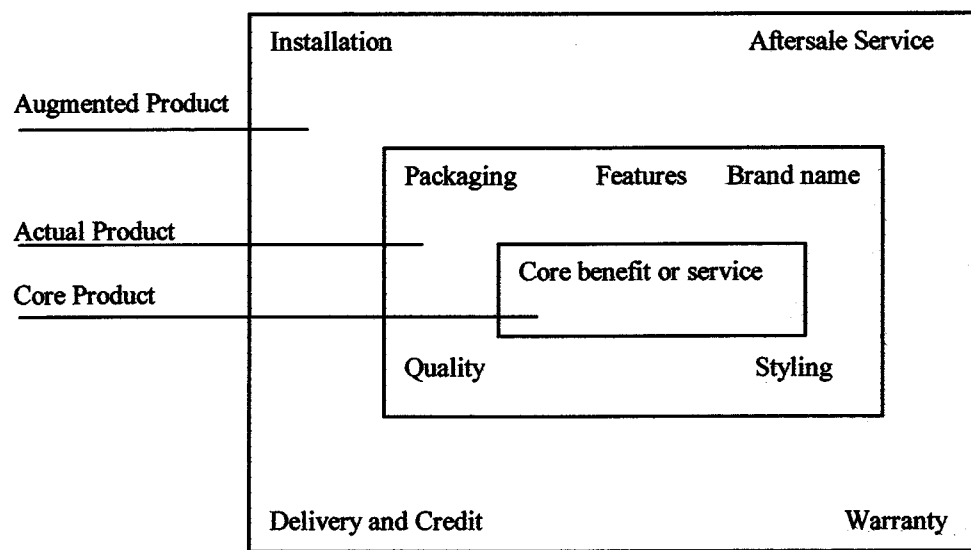 Installation Aftersale Service
Augmented Product
Packaging Features Brand name
Actual Product
Core benefit or service
Core Product
Quality Styling
Delivery and Credit Warranty